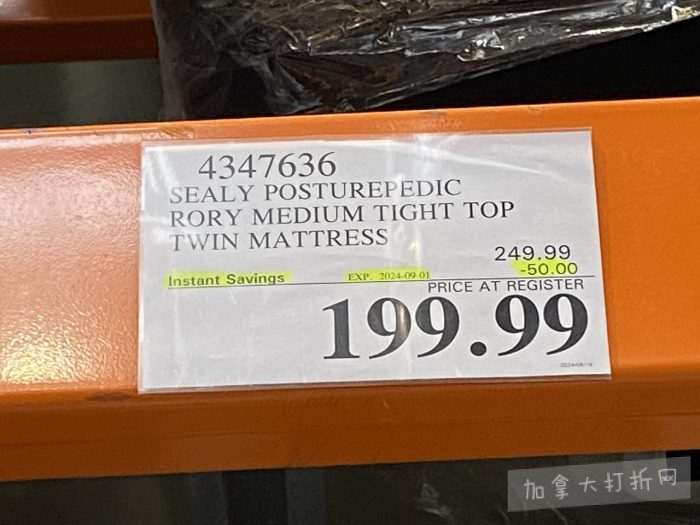 4347636
SEALY POSTUREPEDIC
RORY MEDIUM TIGHT TOP
TWIN MATTRESS
249.99
Instant Savings EXP. 2024-09-01 -50.00
PRICE AT REGISTER
199.99
加拿大打折网